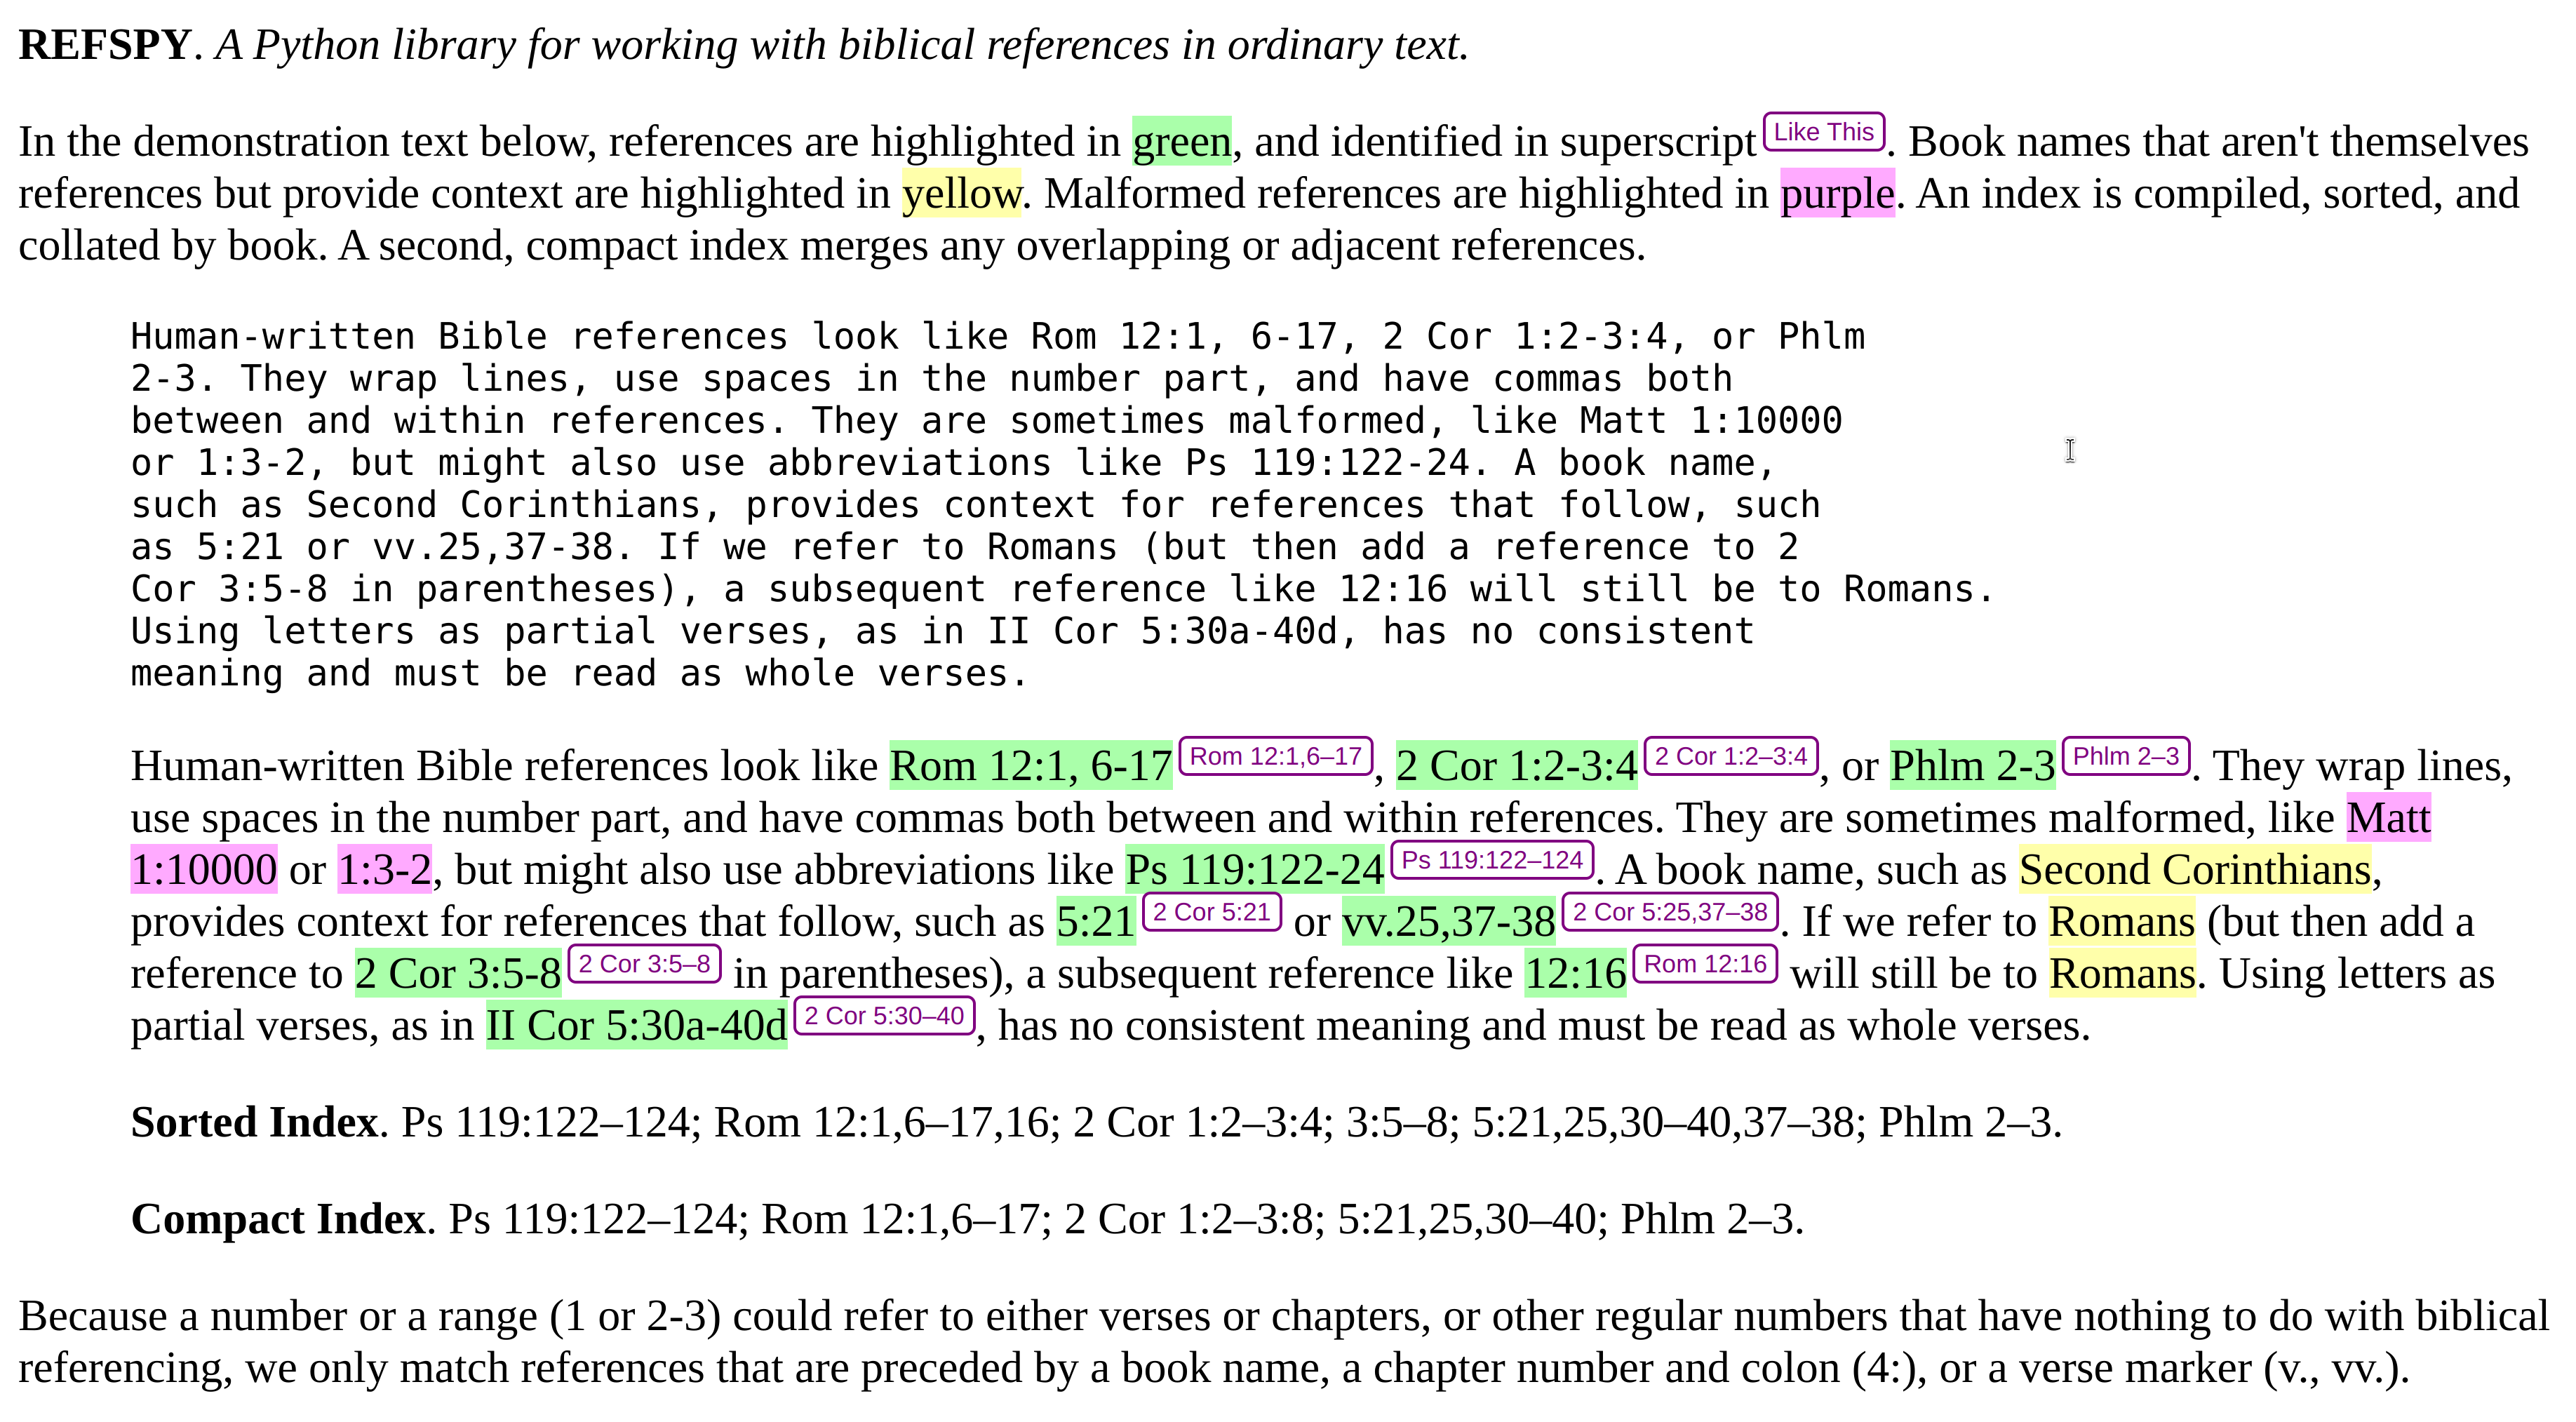 REFSPY. A Python library for working with biblical references in ordinary text.
In the demonstration text below, references are highlighted in green, and identified in superscript Like This. Book names that aren't themselves
references but provide context are highlighted in yellow. Malformed references are highlighted in purple. An index is compiled, sorted, and
collated by book. A second, compact index merges any overlapping or adjacent references.
Human-written Bible references look like Rom 12:1, 6-17, 2 Cor 1:2-3:4, or Phlm
2-3. They wrap lines, use spaces in the number part, and have commas both
between and within references. They are sometimes malformed, like Matt 1:10000
or 1:3-2, but might also use abbreviations like Ps 119:122-24. A book name,
such as Second Corinthians, provides context for references that follow, such
as 5:21 or vv.25,37-38. If we refer to Romans (but then add a reference to 2
Cor 3:5-8 in parentheses), a subsequent reference like 12:16 will still be to Romans.
Using letters as partial verses, as in II Cor 5:30a-40d, has no consistent
meaning and must be read as whole verses.
Human-written Bible references look like Rom 12:1, 6-17 Rom 12:1,6–17, 2 Cor 1:2-3:4 2 Cor 1:2–3:4, or Phlm 2-3 Phlm 2–3. They wrap lines,
use spaces in the number part, and have commas both between and within references. They are sometimes malformed, like Matt
1:10000 or 1:3-2, but might also use abbreviations like Ps 119:122-24 Ps 119:122–124. A book name, such as Second Corinthians,
provides context for references that follow, such as 5:21 2 Cor 5:21 or vv.25,37-38 2 Cor 5:25,37–38. If we refer to Romans (but then add a
reference to 2 Cor 3:5-8 2 Cor 3:5–8 in parentheses), a subsequent reference like 12:16 Rom 12:16 will still be to Romans. Using letters as
partial verses, as in II Cor 5:30a-40d 2 Cor 5:30–40, has no consistent meaning and must be read as whole verses.
Sorted Index. Ps 119:122–124; Rom 12:1,6–17,16; 2 Cor 1:2–3:4; 3:5–8; 5:21,25,30–40,37–38; Phlm 2–3.
Compact Index. Ps 119:122–124; Rom 12:1,6–17; 2 Cor 1:2–3:8; 5:21,25,30–40; Phlm 2–3.
Because a number or a range (1 or 2-3) could refer to either verses or chapters, or other regular numbers that have nothing to do with biblical
referencing, we only match references that are preceded by a book name, a chapter number and colon (4:), or a verse marker (v., vv.).